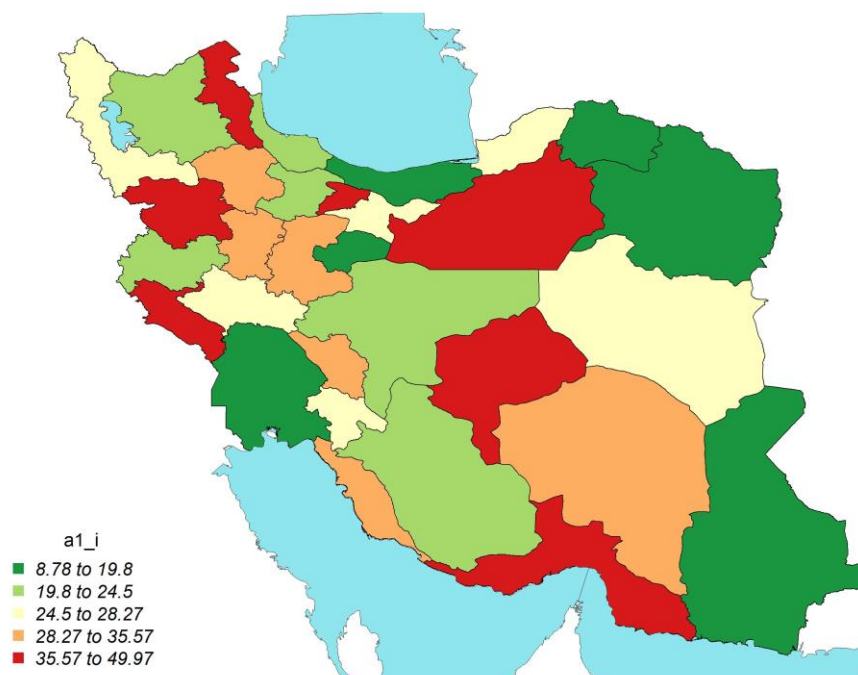 a1_i
8.78 to 19.8
19.8 to 24.5
24.5 to 28.27
28.27 to 35.57
35.57 to 49.97